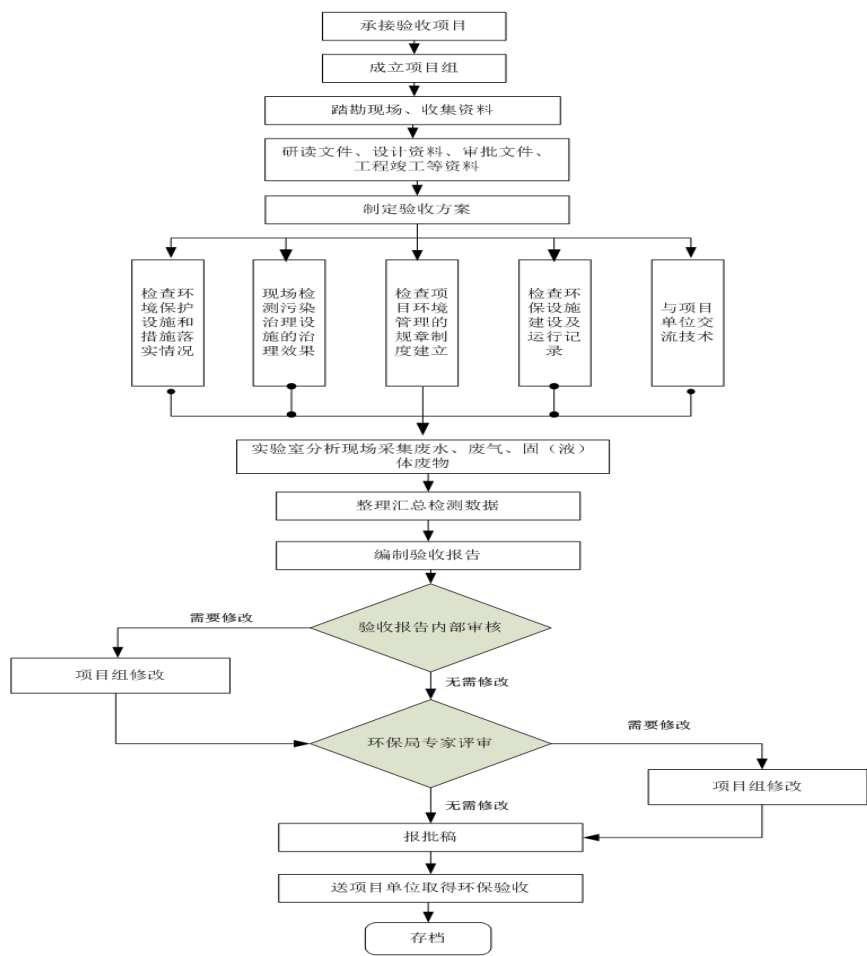 承接验收项目
成立项目组
踏勘现场、收集资料
研读文件、设计资料、审批文件、
工程竣工等资料
制定验收方案
检查环
境保护
设施和
措施落
实情况
现场检
测污染
治理设
施的治
理效果
检查项
目环境
管理的
规章制
度建立
检查环
保设施
建设及
运行记
录
与项目
单位交
流技术
实验室分析现场采集废水、废气、固（液）
体废物
整理汇总检测数据
编制验收报告
验收报告内部审核
需要修改
项目组修改
无需修改
环保局专家评审
需要修改
项目组修改
无需修改
报批稿
送项目单位取得环保验收
存档